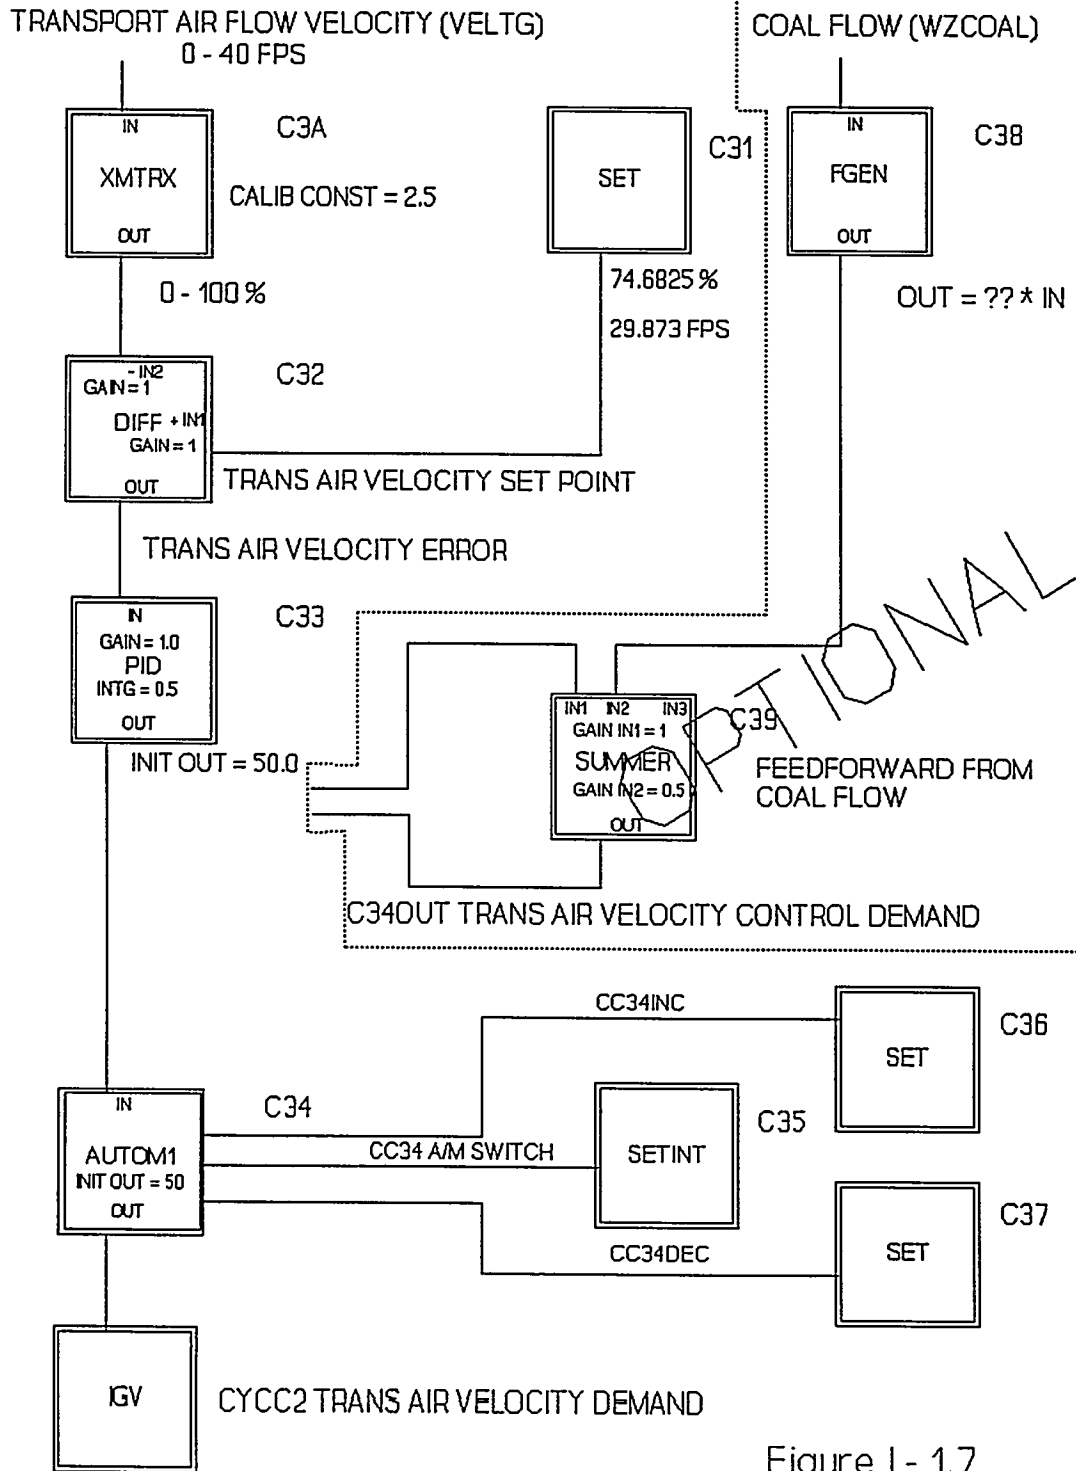 TRANSPORT AIR FLOW VELOCITY (VELTG)
0 - 40 FPS
COAL FLOW (WZCOAL)
IN
XMTRX
OUT
C3A
CALIB CONST = 2.5
SET
C31
IN
FGEN
OUT
C38
0 - 100 %
74.6825 %
29.873 FPS
OUT = ?? * IN
- IN2
GAIN = 1
DIFF + IN1
GAIN = 1
OUT
C32
TRANS AIR VELOCITY SET POINT
TRANS AIR VELOCITY ERROR
OPTIONAL
IN
GAIN = 1.0
PID
INTG = 0.5
OUT
C33
INIT OUT = 50.0
IN1 IN2 IN3
GAIN IN1 = 1
SUMMER
GAIN IN2 = 0.5
OUT
C39
FEEDFORWARD FROM
COAL FLOW
C34OUT TRANS AIR VELOCITY CONTROL DEMAND
CC34INC
SET
C36
IN
AUTOM1
INIT OUT = 50
OUT
C34
CC34 A/M SWITCH
SETINT
C35
CC34DEC
SET
C37
IGV
CYCC2 TRANS AIR VELOCITY DEMAND
Figure I - 1.7